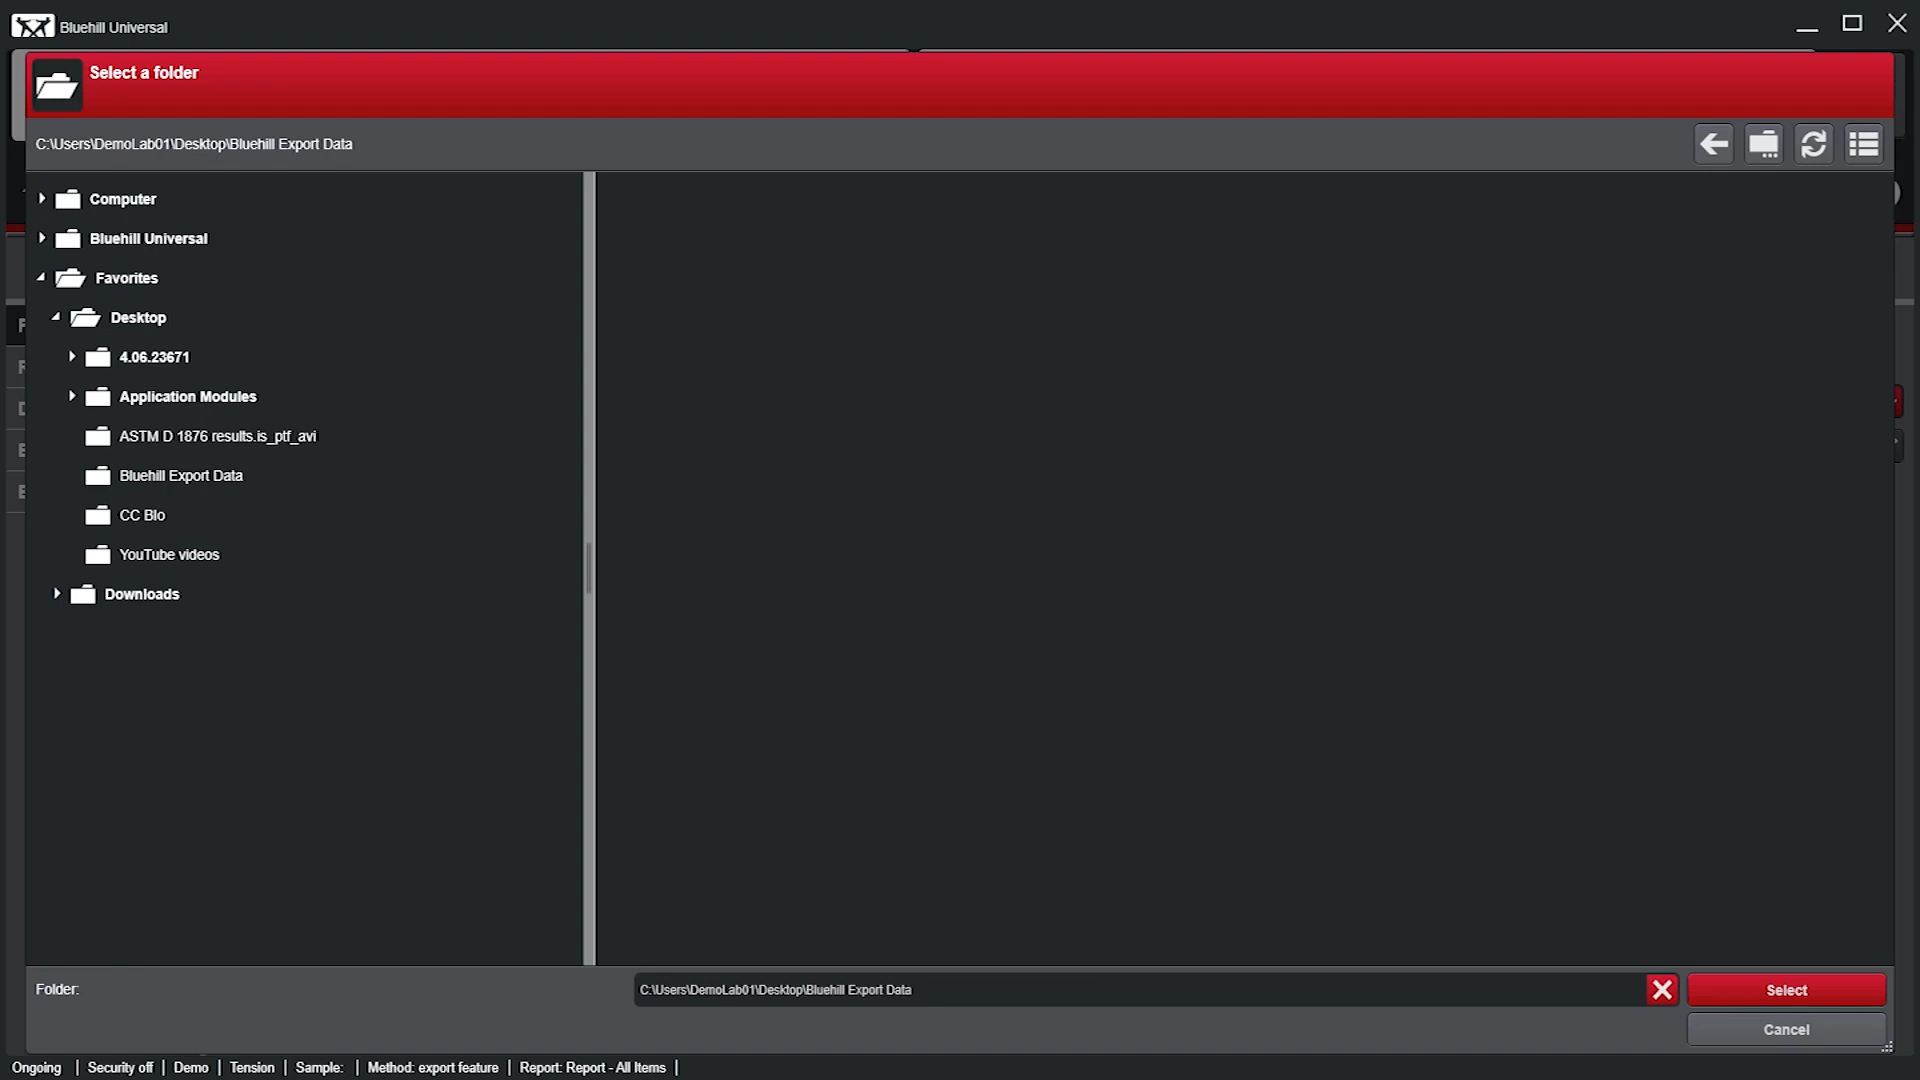 Bluehill Universal
Select a folder
C:\Users\DemoLab01\Desktop\Bluehill Export Data
Computer
Bluehill Universal
Favorites
Desktop
4.06.23671
Application Modules
ASTM D 1876 results.is_ptf_avi
Bluehill Export Data
CC Blo
YouTube videos
Downloads
Folder:
C:\Users\DemoLab01\Desktop\Bluehill Export Data
Select
Cancel
Ongoing | Security off | Demo | Tension | Sample: | Method: export feature | Report: Report - All Items |